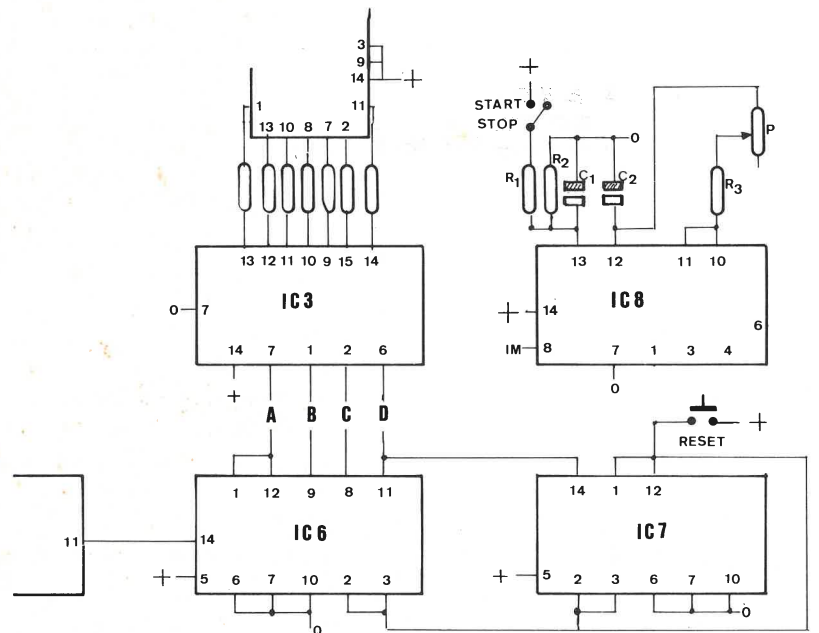 3
9
14 +
1 11
13 10 8 7 2
+
START
STOP
0
P
R1 R2 C1 C2
R3
13 12 11 10 9 15 14
13 12 11 10
IC3
IC8
0 7
+ 14
6
IM 8
14 7 1 2 6
7 1 3 4
+
0
A B C D
+
RESET
1 12 9 8 11
14 1 12
IC6
IC7
11
14
+ 5
6 7 10 2 3
+ 5
2 3 6 7 10
0
0